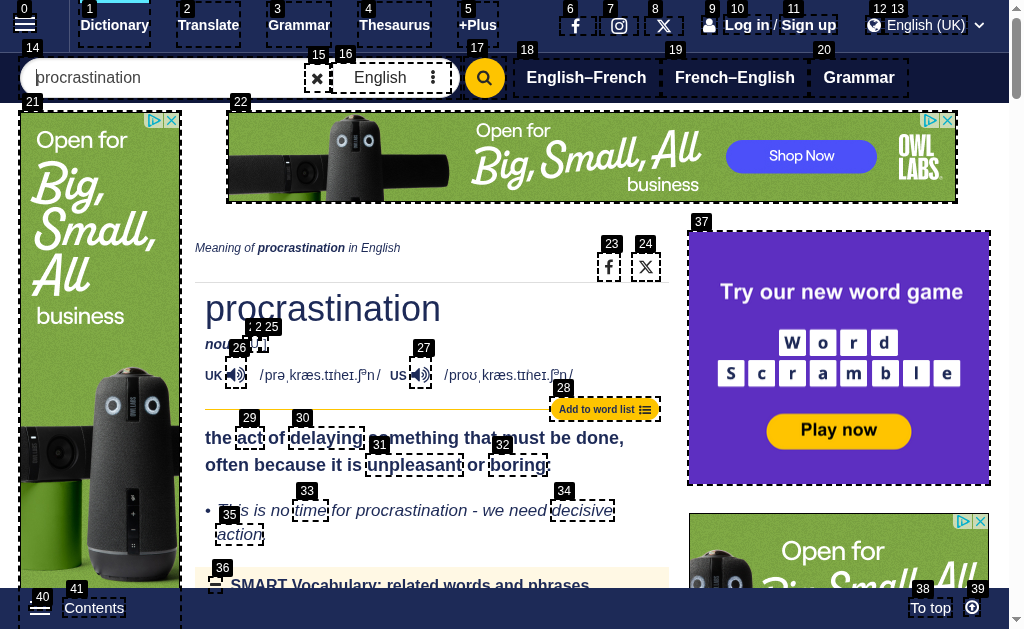 0 1 2 3 4 5 6 7 8 9 10 11 12 13
Dictionary Translate Grammar Thesaurus +Plus Log in / Sign up English (UK)
14 15 16 17 18 19 20
procrastination English English–French French–English Grammar
21 22
Open for
Big,
Small,
All
business
Open for
Big, Small, All
business
Shop Now
OWL
LABS
37
Meaning of procrastination in English
23 24
procrastination
25
26 27
UK /prəˌkræs.tɪˈneɪ.ʃən/ US /proʊˌkræs.tɪˈneɪ.ʃən/
28
Add to word list
29 30
the act of delaying something that must be done,
31 32
often because it is unpleasant or boring:
33 34
• This is no time for procrastination - we need decisive
35
action.
36
SMART Vocabulary: related words and phrases
Try our new word game
Word
Scramble
Play now
Open for
Big, Small, All
40 41 38 39
Contents To top